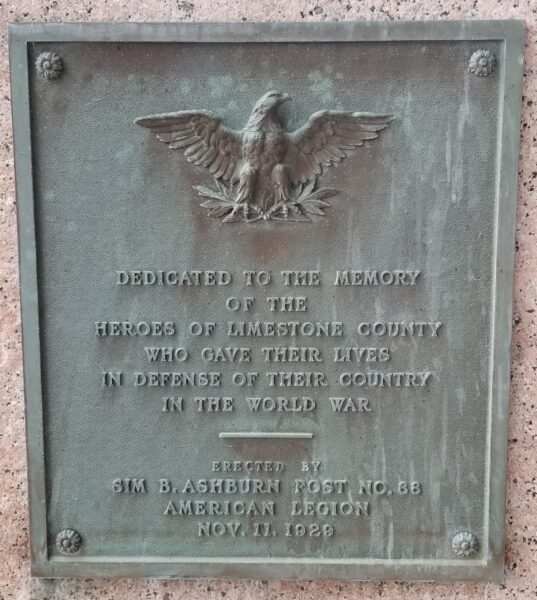 DEDICATED TO THE MEMORY
OF THE
HEROES OF LIMESTONE COUNTY
WHO GAVE THEIR LIVES
IN DEFENSE OF THEIR COUNTRY
IN THE WORLD WAR
ERECTED BY
SIM B. ASHBURN POST NO. 88
AMERICAN LEGION
NOV. 11. 1929